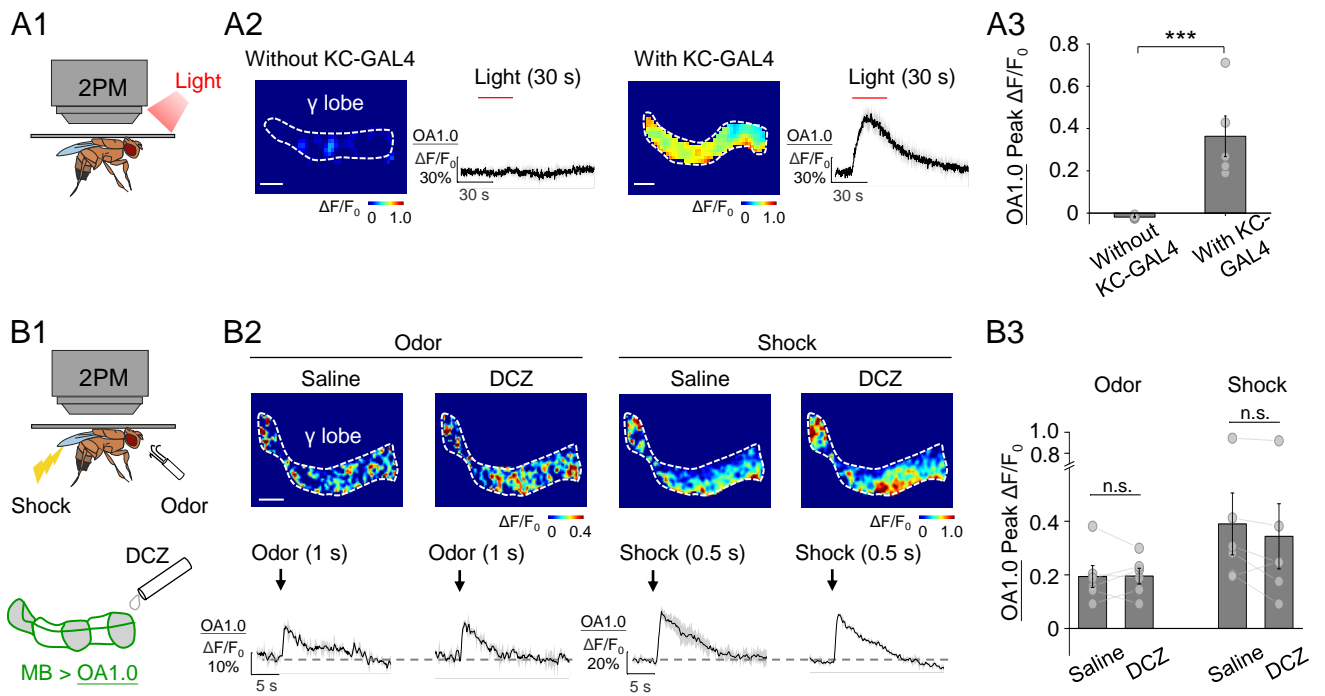 A1
2PM
Light
A2
Without KC-GAL4
γ lobe
ΔF/F0
0 1.0
Light (30 s)
OA1.0
ΔF/F0
30%
30 s
With KC-GAL4
ΔF/F0
0 1.0
Light (30 s)
OA1.0
ΔF/F0
30%
30 s
A3
OA1.0 Peak ΔF/F0
0.8
0.6
0.4
0.2
0
***
Without
KC-GAL4
With KC-
GAL4
B1
2PM
Shock
Odor
DCZ
MB > OA1.0
B2
Odor
Shock
Saline
DCZ
Saline
DCZ
γ lobe
ΔF/F0
0 0.4
ΔF/F0
0 1.0
Odor (1 s)
Odor (1 s)
Shock (0.5 s)
Shock (0.5 s)
OA1.0
ΔF/F0
10%
5 s
OA1.0
ΔF/F0
20%
5 s
B3
Odor
Shock
OA1.0 Peak ΔF/F0
1.0
0.8
0.4
0.2
0
n.s.
n.s.
Saline
DCZ
Saline
DCZ